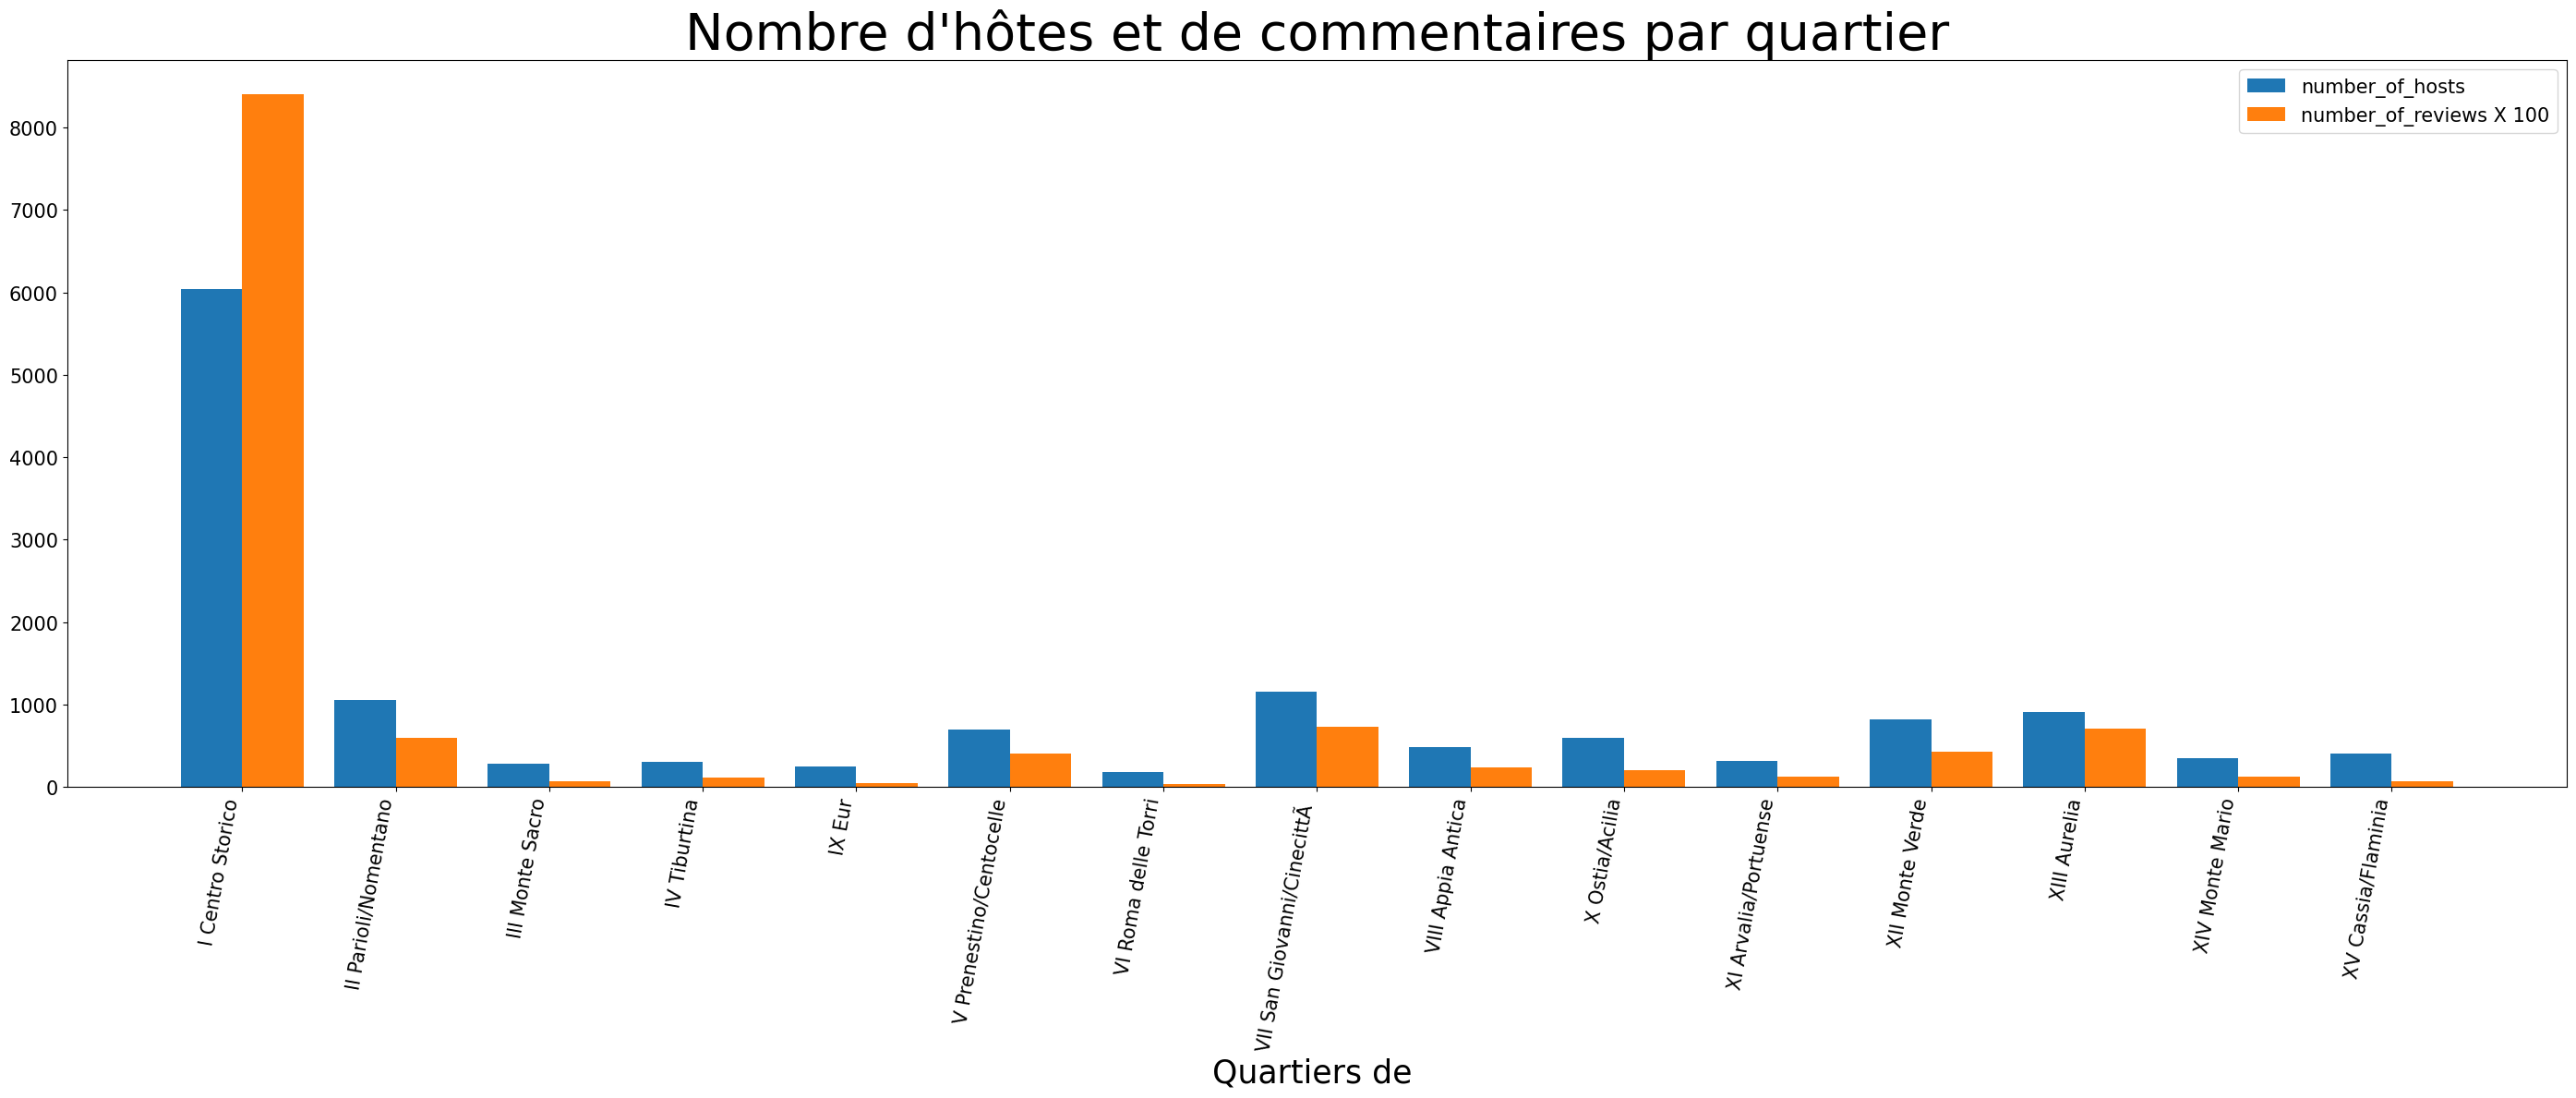 Nombre d'hôtes et de commentaires par quartier
number_of_hosts
number_of_reviews X 100
8000
7000
6000
5000
4000
3000
2000
1000
0
I Centro Storico
II Parioli/Nomentano
III Monte Sacro
IV Tiburtina
IX Eur
V Prenestino/Centocelle
VI Roma delle Torri
VII San Giovanni/CinecittÃ
VIII Appia Antica
X Ostia/Acilia
XI Arvalia/Portuense
XII Monte Verde
XIII Aurelia
XIV Monte Mario
XV Cassia/Flaminia
Quartiers de